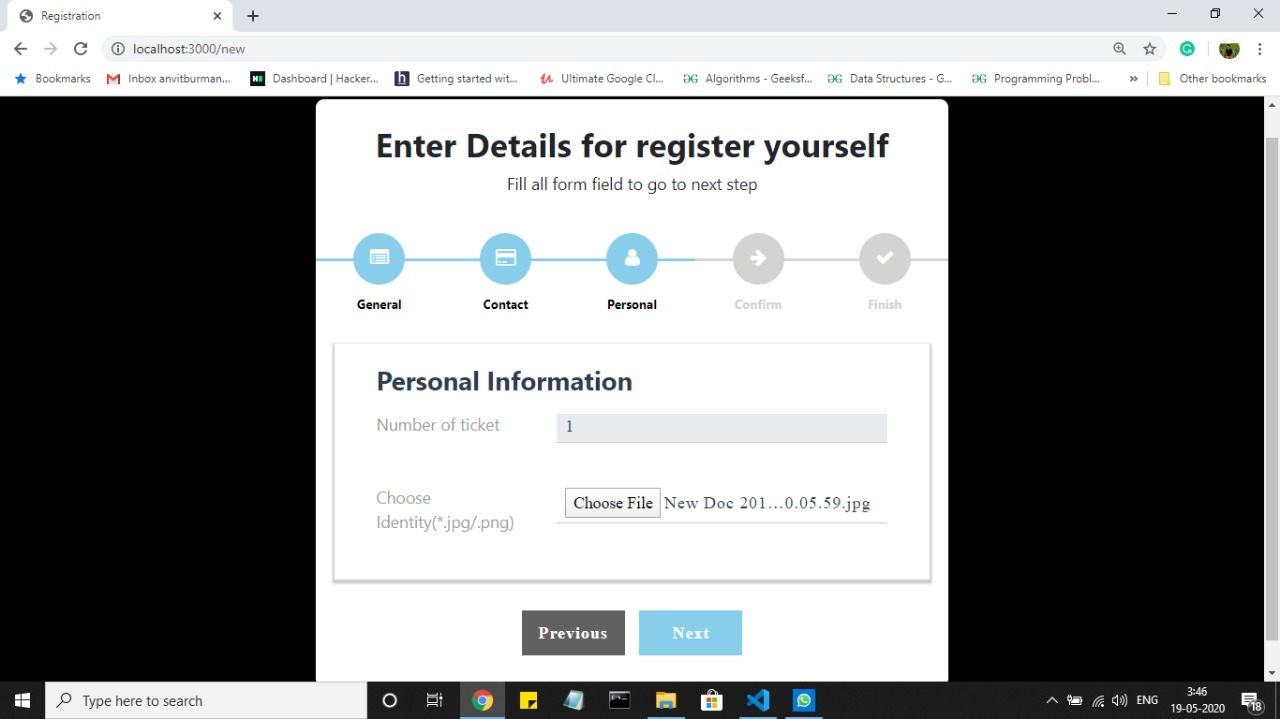 Registration
localhost:3000/new
Bookmarks Inbox anvitburman... Dashboard | Hacker... Getting started wit... Ultimate Google Cl... Algorithms - Geeksf... Data Structures - G... Programming Probl... » Other bookmarks
Enter Details for register yourself
Fill all form field to go to next step
General Contact Personal Confirm Finish
Personal Information
Number of ticket 1
Choose
Identity(*.jpg/.png)
Choose File New Doc 201...0.05.59.jpg
Previous Next
Type here to search
ENG
3:46
19-05-2020
18